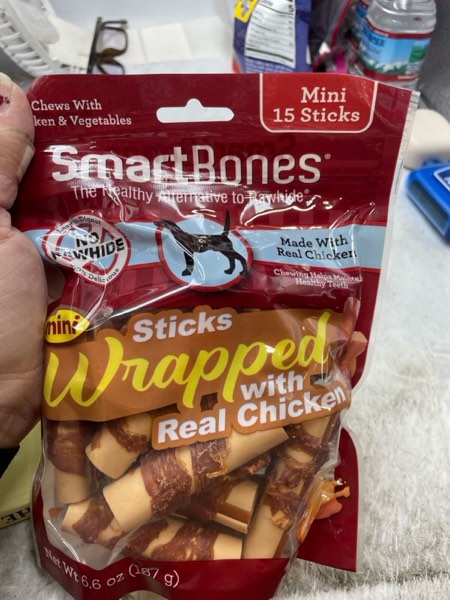 Chews With
ken & Vegetables
Mini
15 Sticks
SmartBones®
The Healthy Alternative to Rawhide®
NO
RAWHIDE
Delicious
Made With
Real Chicken
Chewing Helps Maintain
Healthy Teeth
mini
Sticks
Wrapped
with
Real Chicken
Net Wt 6.6 oz (187 g)